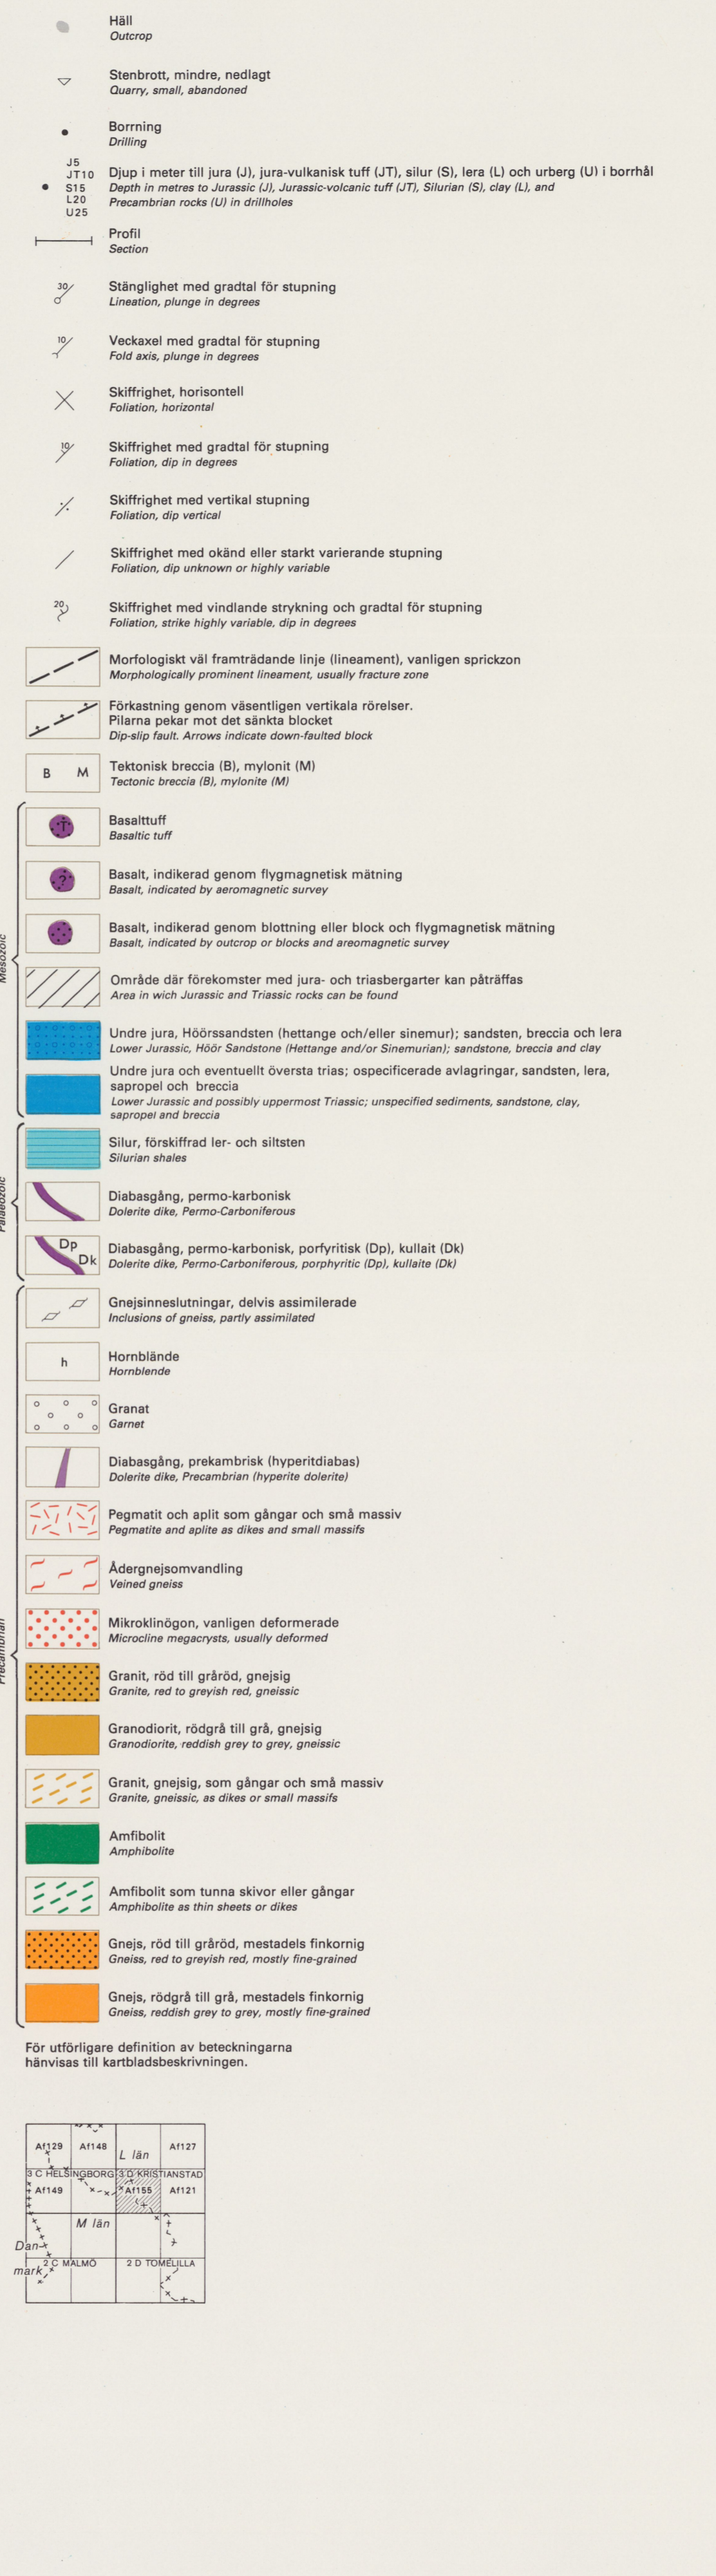 Häll
Outcrop
Stenbrott, mindre, nedlagt
Quarry, small, abandoned
Borrning
Drilling
J5
JT10
S15
L20
U25
Djup i meter till jura (J), jura-vulkanisk tuff (JT), silur (S), lera (L) och urberg (U) i borrhål
Depth in metres to Jurassic (J), Jurassic-volcanic tuff (JT), Silurian (S), clay (L), and
Precambrian rocks (U) in drillholes
Profil
Section
30
Stänglighet med gradtal för stupning
Lineation, plunge in degrees
10
Veckaxel med gradtal för stupning
Fold axis, plunge in degrees
Skiffrighet, horisontell
Foliation, horizontal
10
Skiffrighet med gradtal för stupning
Foliation, dip in degrees
Skiffrighet med vertikal stupning
Foliation, dip vertical
Skiffrighet med okänd eller starkt varierande stupning
Foliation, dip unknown or highly variable
20
Skiffrighet med vindlande strykning och gradtal för stupning
Foliation, strike highly variable, dip in degrees
Morfologiskt väl framträdande linje (lineament), vanligen sprickzon
Morphologically prominent lineament, usually fracture zone
Förkastning genom väsentligen vertikala rörelser.
Pilarna pekar mot det sänkta blocket
Dip-slip fault. Arrows indicate down-faulted block
B M
Tektonisk breccia (B), mylonit (M)
Tectonic breccia (B), mylonite (M)
Mesozoic
T
Basalttuff
Basaltic tuff
?
Basalt, indikerad genom flygmagnetisk mätning
Basalt, indicated by aeromagnetic survey
Basalt, indikerad genom blottning eller block och flygmagnetisk mätning
Basalt, indicated by outcrop or blocks and areomagnetic survey
Område där förekomster med jura- och triasbergarter kan påträffas
Area in wich Jurassic and Triassic rocks can be found
Undre jura, Höörssandsten (hettange och/eller sinemur); sandsten, breccia och lera
Lower Jurassic, Höör Sandstone (Hettange and/or Sinemurian); sandstone, breccia and clay
Undre jura och eventuellt översta trias; ospecificerade avlagringar, sandsten, lera,
sapropel och breccia
Lower Jurassic and possibly uppermost Triassic; unspecified sediments, sandstone, clay,
sapropel and breccia
Palaeozoic
Silur, förskiffrad ler- och siltsten
Silurian shales
Diabasgång, permo-karbonisk
Dolerite dike, Permo-Carboniferous
Dp
Dk
Diabasgång, permo-karbonisk, porfyritisk (Dp), kullait (Dk)
Dolerite dike, Permo-Carboniferous, porphyritic (Dp), kullaite (Dk)
Precambrian
Gnejsinneslutningar, delvis assimilerade
Inclusions of gneiss, partly assimilated
h
Hornblände
Hornblende
Granat
Garnet
Diabasgång, prekambrisk (hyperitdiabas)
Dolerite dike, Precambrian (hyperite dolerite)
Pegmatit och aplit som gångar och små massiv
Pegmatite and aplite as dikes and small massifs
Ådergnejsomvandling
Veined gneiss
Mikroklinögon, vanligen deformerade
Microcline megacrysts, usually deformed
Granit, röd till gråröd, gnejsig
Granite, red to greyish red, gneissic
Granodiorit, rödgrå till grå, gnejsig
Granodiorite, reddish grey to grey, gneissic
Granit, gnejsig, som gångar och små massiv
Granite, gneissic, as dikes or small massifs
Amfibolit
Amphibolite
Amfibolit som tunna skivor eller gångar
Amphibolite as thin sheets or dikes
Gnejs, röd till gråröd, mestadels finkornig
Gneiss, red to greyish red, mostly fine-grained
Gnejs, rödgrå till grå, mestadels finkornig
Gneiss, reddish grey to grey, mostly fine-grained
För utförligare definition av beteckningarna
hänvisas till kartbladsbeskrivningen.
Af129 Af148 L län Af127
3 C HELSINGBORG 3 D KRISTIANSTAD
Af149 Af155 Af121
M län
Dan-
mark
2 C MALMÖ 2 D TOMELILLA